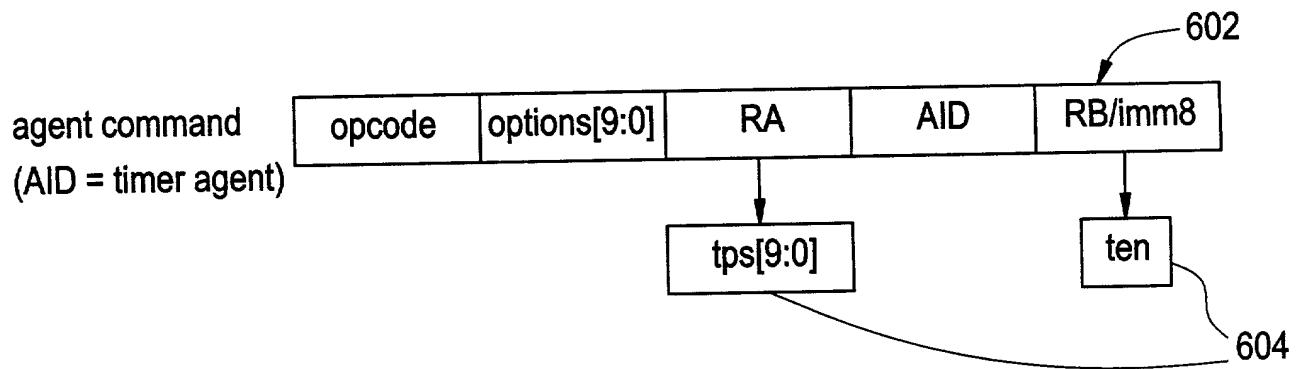 602
agent command
(AID = timer agent)
opcode
options[9:0]
RA
AID
RB/imm8
tps[9:0]
ten
604